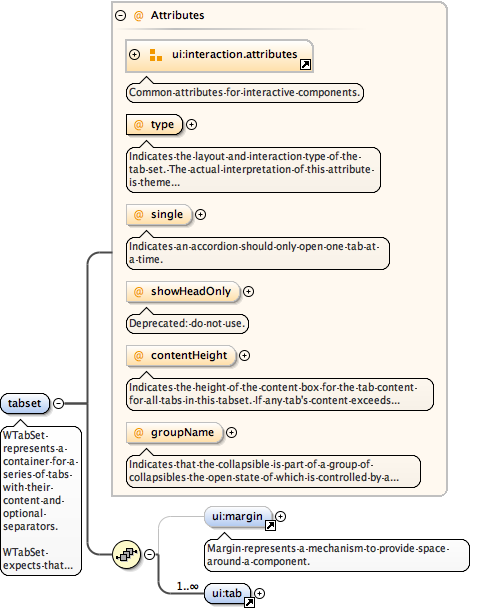 Attributes
ui:interaction.attributes
Common-attributes-for-interactive-components.
@ type
Indicates-the-layout-and-interaction-type-of-the-
tab-set.-The-actual-interpretation-of-this-attribute-
is-theme...
@ single
Indicates-an-accordion-should-only-open-one-tab-at-
a-time.
@ showHeadOnly
Deprecated:-do-not-use.
@ contentHeight
Indicates-the-height-of-the-content-box-for-the-tab-content-
for-all-tabs-in-this-tabset.-If-any-tab's-content-exceeds...
@ groupName
Indicates-that-the-collapsible-is-part-of-a-group-of-
collapsibles-the-open-state-of-which-is-controlled-by-a...
tabset
WTabSet-
represents-a-
container-for-a-
series-of-tabs-
with-their-
content-and-
optional-
separators.
WTabSet-
expects-that...
ui:margin
Margin-represents-a-mechanism-to-provide-space-
around-a-component.
1..∞
ui:tab